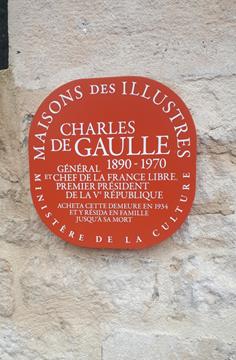 MAISONS DES ILLUSTRES
CHARLES
DE GAULLE
1890 - 1970
GÉNÉRAL
ET CHEF DE LA FRANCE LIBRE,
PREMIER PRÉSIDENT
DE LA Ve RÉPUBLIQUE
ACHETA CETTE DEMEURE EN 1934
ET Y RÉSIDA EN FAMILLE
JUSQU'À SA MORT
MINISTÈRE DE LA CULTURE